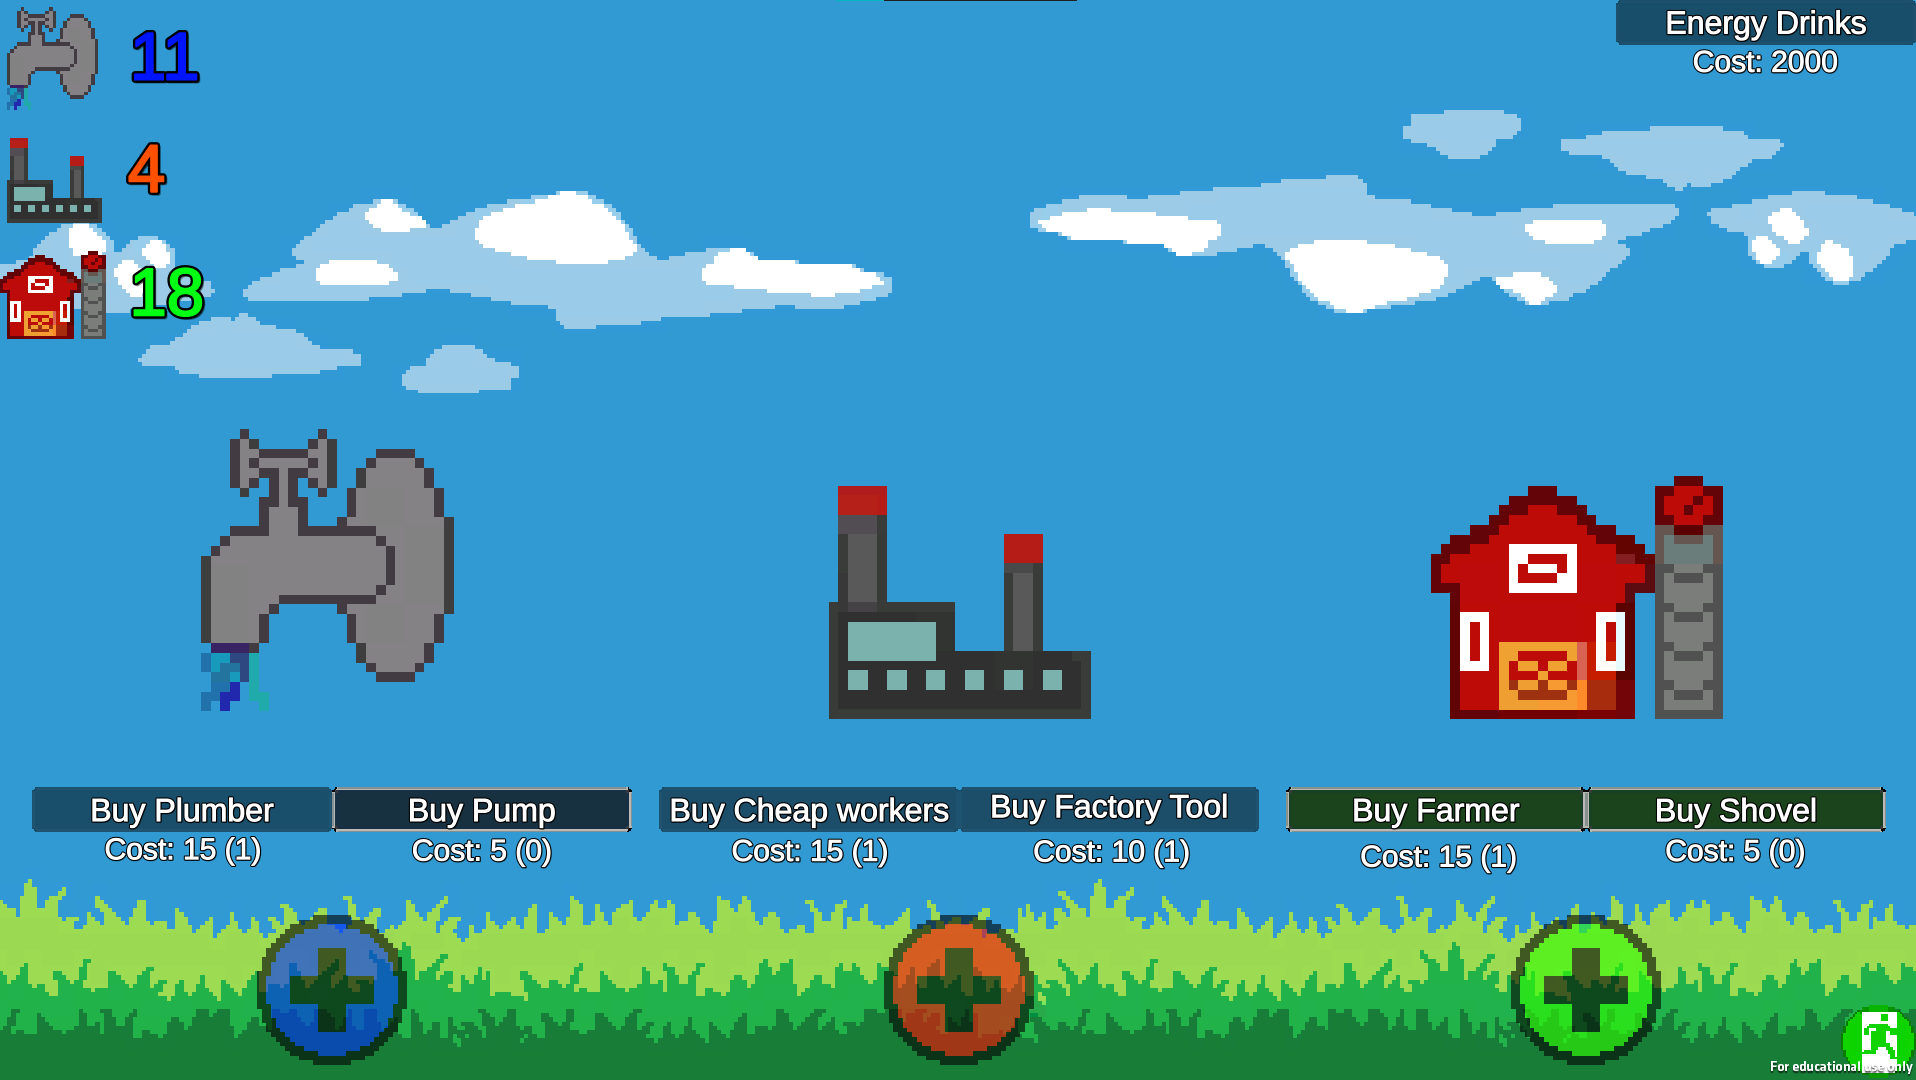 11
Energy Drinks
Cost: 2000
4
18
Buy Plumber
Cost: 15 (1)
Buy Pump
Cost: 5 (0)
Buy Cheap workers
Cost: 15 (1)
Buy Factory Tool
Cost: 10 (1)
Buy Farmer
Cost: 15 (1)
Buy Shovel
Cost: 5 (0)
For educational use only